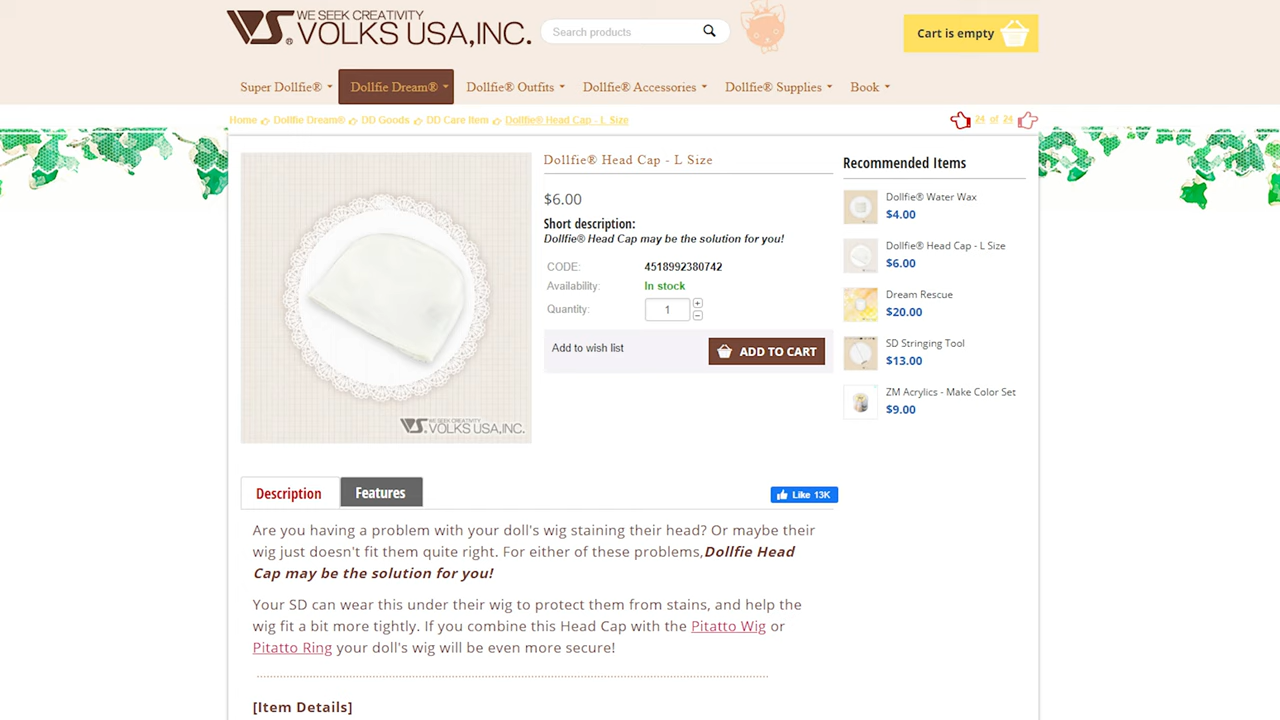 WE SEEK CREATIVITY
VS® VOLKS USA,INC.
Search products
Cart is empty
Super Dollfie® Dollfie Dream® Dollfie® Outfits Dollfie® Accessories Dollfie® Supplies Book
Home Dollfie Dream® DD Goods DD Care Item Dollfie® Head Cap - L Size
24 of 24
Dollfie® Head Cap - L Size
$6.00
Short description:
Dollfie® Head Cap may be the solution for you!
CODE: 4518992380742
Availability: In stock
Quantity: 1 + −
Add to wish list
ADD TO CART
WE SEEK CREATIVITY
VS VOLKS USA,INC.
Recommended Items
Dollfie® Water Wax
$4.00
Dollfie® Head Cap - L Size
$6.00
Dream Rescue
$20.00
SD Stringing Tool
$13.00
ZM Acrylics - Make Color Set
$9.00
Description Features
Like 13K
Are you having a problem with your doll's wig staining their head? Or maybe their
wig just doesn't fit them quite right. For either of these problems,Dollfie Head
Cap may be the solution for you!
Your SD can wear this under their wig to protect them from stains, and help the
wig fit a bit more tightly. If you combine this Head Cap with the Pitatto Wig or
Pitatto Ring your doll's wig will be even more secure!
[Item Details]